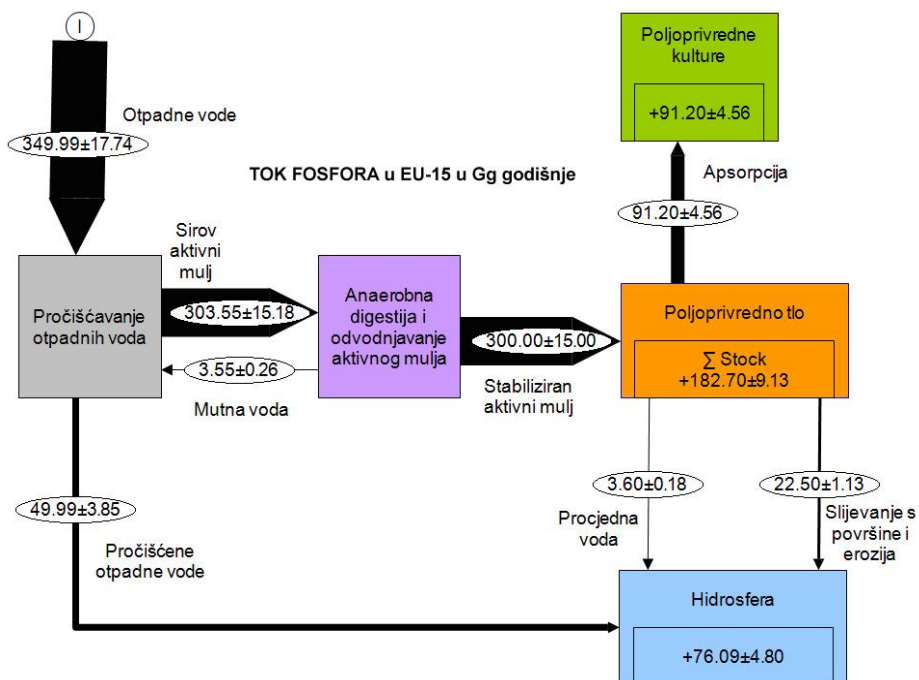 I
Otpadne vode
349.99±17.74
TOK FOSFORA u EU-15 u Gg godišnje
Poljoprivredne
kulture
+91.20±4.56
Apsorpcija
91.20±4.56
Sirov
aktivni
mulj
Pročišćavanje
otpadnih voda
303.55±15.18
3.55±0.26
Mutna voda
Anaerobna
digestija i
odvodnjavanje
aktivnog mulja
300.00±15.00
Stabiliziran
aktivni mulj
Poljoprivredno tlo
∑ Stock
+182.70±9.13
49.99±3.85
Pročišćene
otpadne vode
3.60±0.18
Procjedna
voda
22.50±1.13
Slijevanje s
površine i
erozija
Hidrosfera
+76.09±4.80